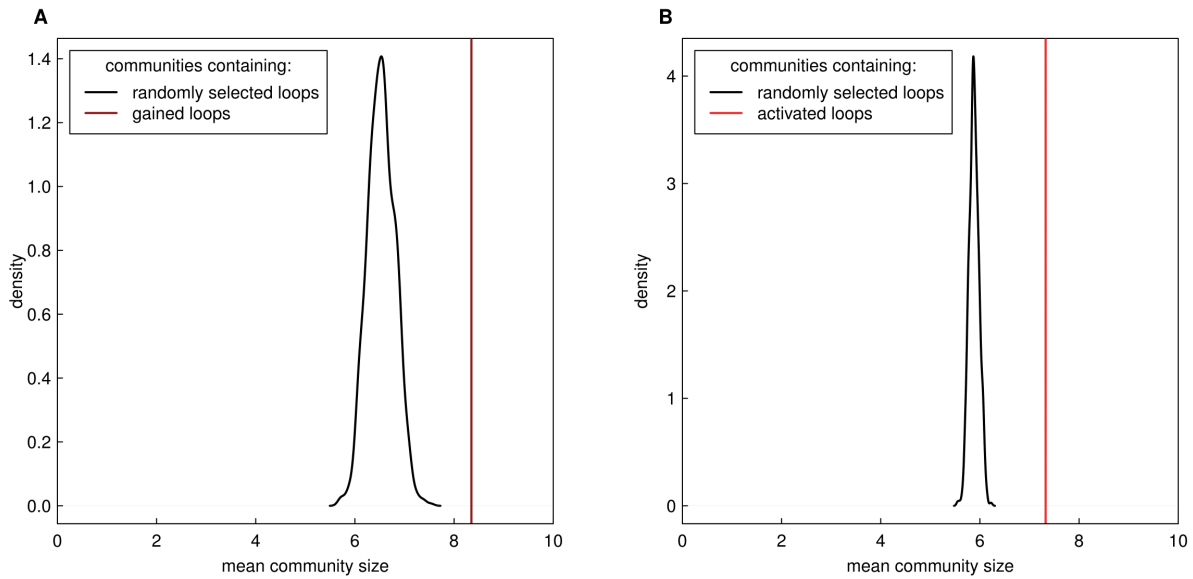 A
communities containing:
randomly selected loops
gained loops
density
1.4
1.2
1.0
0.8
0.6
0.4
0.2
0.0
0 2 4 6 8 10
mean community size
B
communities containing:
randomly selected loops
activated loops
density
4
3
2
1
0
0 2 4 6 8 10
mean community size